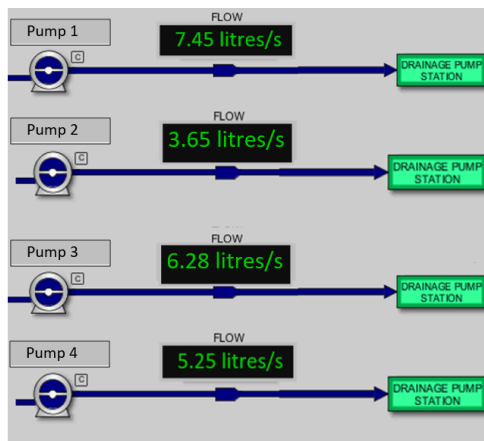 FLOW
Pump 1
7.45 litres/s
C
DRAINAGE PUMP
STATION
FLOW
Pump 2
3.65 litres/s
C
DRAINAGE PUMP
STATION
FLOW
Pump 3
6.28 litres/s
C
DRAINAGE PUMP
STATION
FLOW
Pump 4
5.25 litres/s
C
DRAINAGE PUMP
STATION